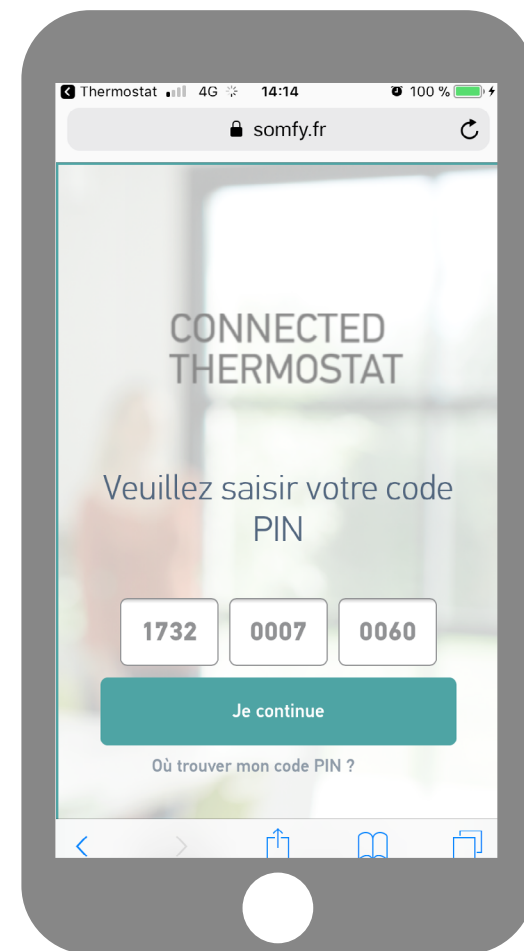 Thermostat 4G 14:14 100 %
somfy.fr
CONNECTED
THERMOSTAT
Veuillez saisir votre code
PIN
1732 0007 0060
Je continue
Où trouver mon code PIN ?